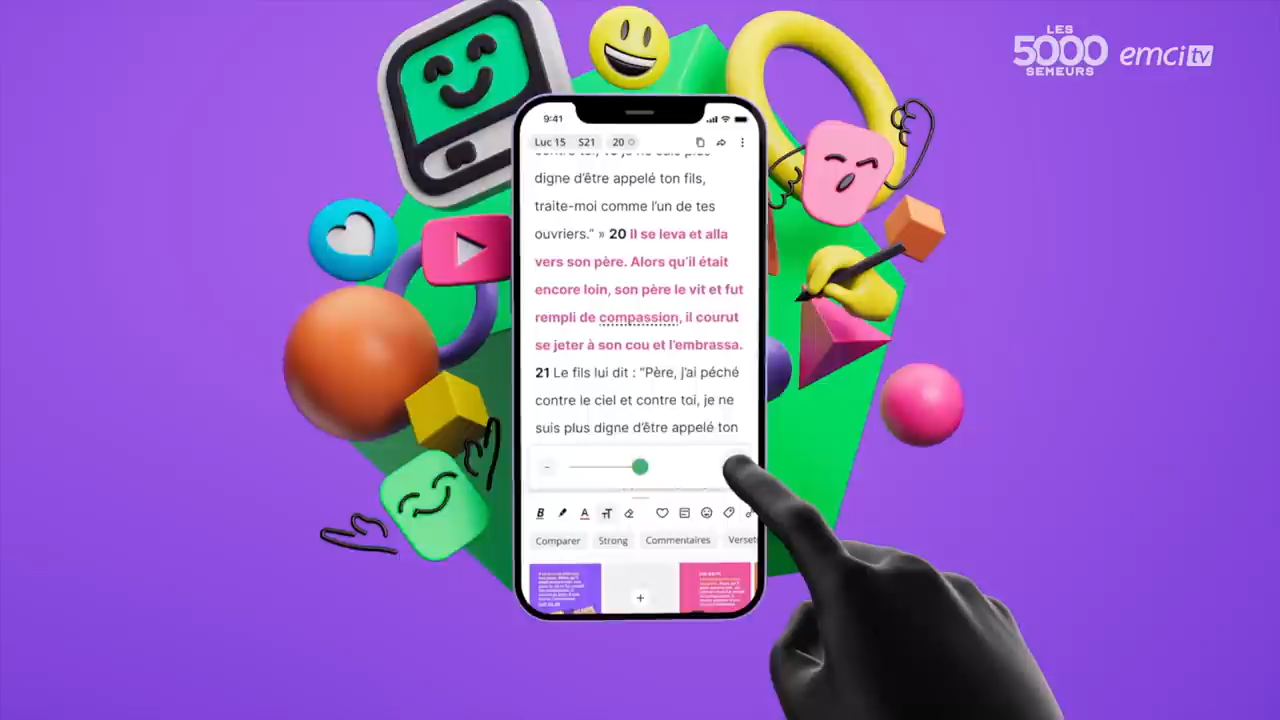 LES
5000
SEMEURS
emci tv
9:41
Luc 15 S21 20
digne d’être appelé ton fils,
traite-moi comme l’un de tes
ouvriers.” » 20 Il se leva et alla
vers son père. Alors qu’il était
encore loin, son père le vit et fut
rempli de compassion, il courut
se jeter à son cou et l’embrassa.
21 Le fils lui dit : “Père, j’ai péché
contre le ciel et contre toi, je ne
suis plus digne d’être appelé ton
B A TT
Comparer Strong Commentaires Verset